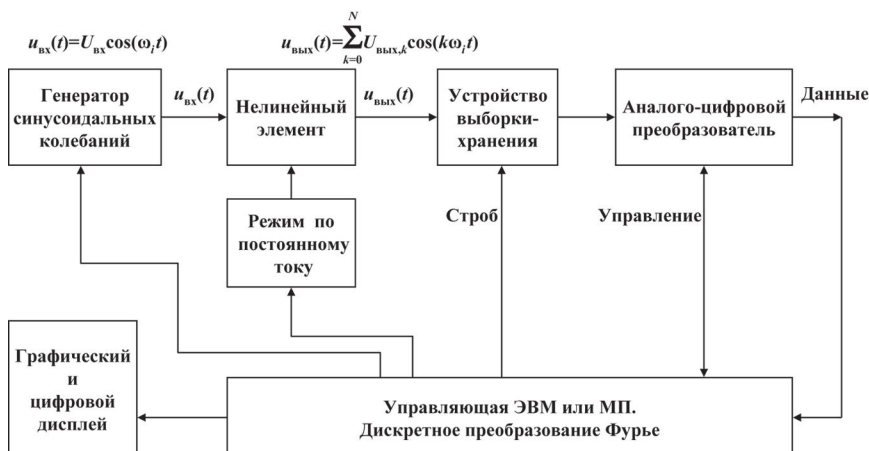 uвх(t)=Uвхcos(ωit)
uвых(t)=∑k=0N Uвых,kcos(kωit)
Генератор
синусоидальных
колебаний
uвх(t)
Нелинейный
элемент
uвых(t)
Устройство
выборки-
хранения
Аналого-цифровой
преобразователь
Данные
Режим по
постоянному
току
Строб
Управление
Графический
и
цифровой
дисплей
Управляющая ЭВМ или МП.
Дискретное преобразование Фурье